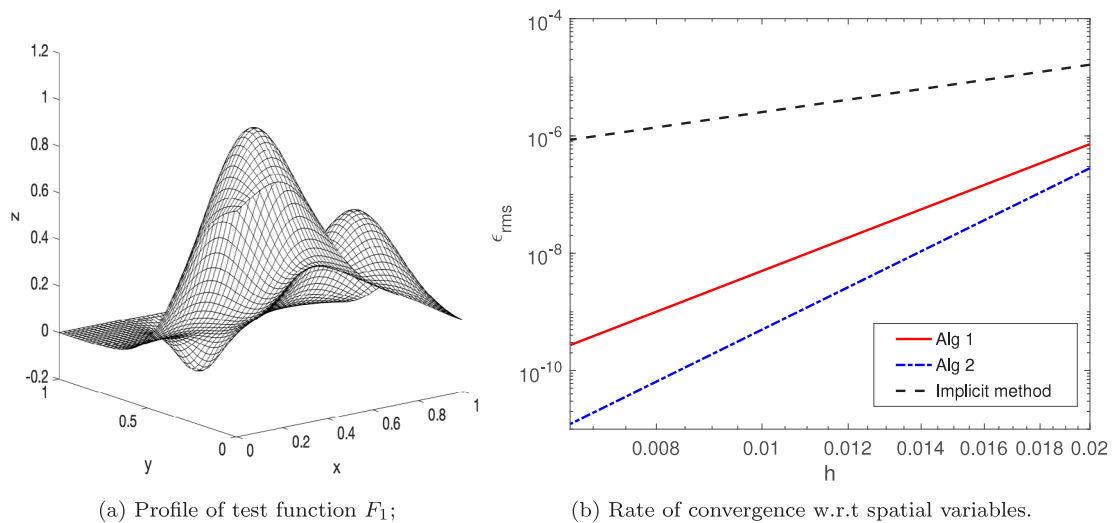 1.2
1
0.8
0.6
0.4
0.2
0
-0.2
z
1
0.5
0
y
0
0.2
0.4
0.6
0.8
1
x
(a) Profile of test function F₁;
10⁻⁴
10⁻⁶
10⁻⁸
10⁻¹⁰
ϵrms
0.008
0.01
0.012
0.014
0.016
0.018
0.02
h
Alg 1
Alg 2
Implicit method
(b) Rate of convergence w.r.t spatial variables.